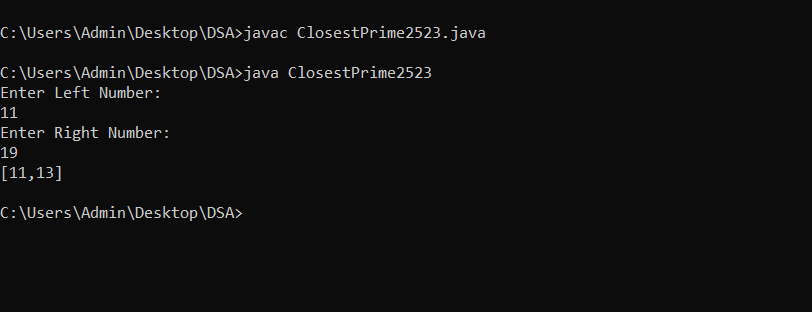 C:\Users\Admin\Desktop\DSA>javac ClosestPrime2523.java
C:\Users\Admin\Desktop\DSA>java ClosestPrime2523
Enter Left Number:
11
Enter Right Number:
19
[11,13]
C:\Users\Admin\Desktop\DSA>